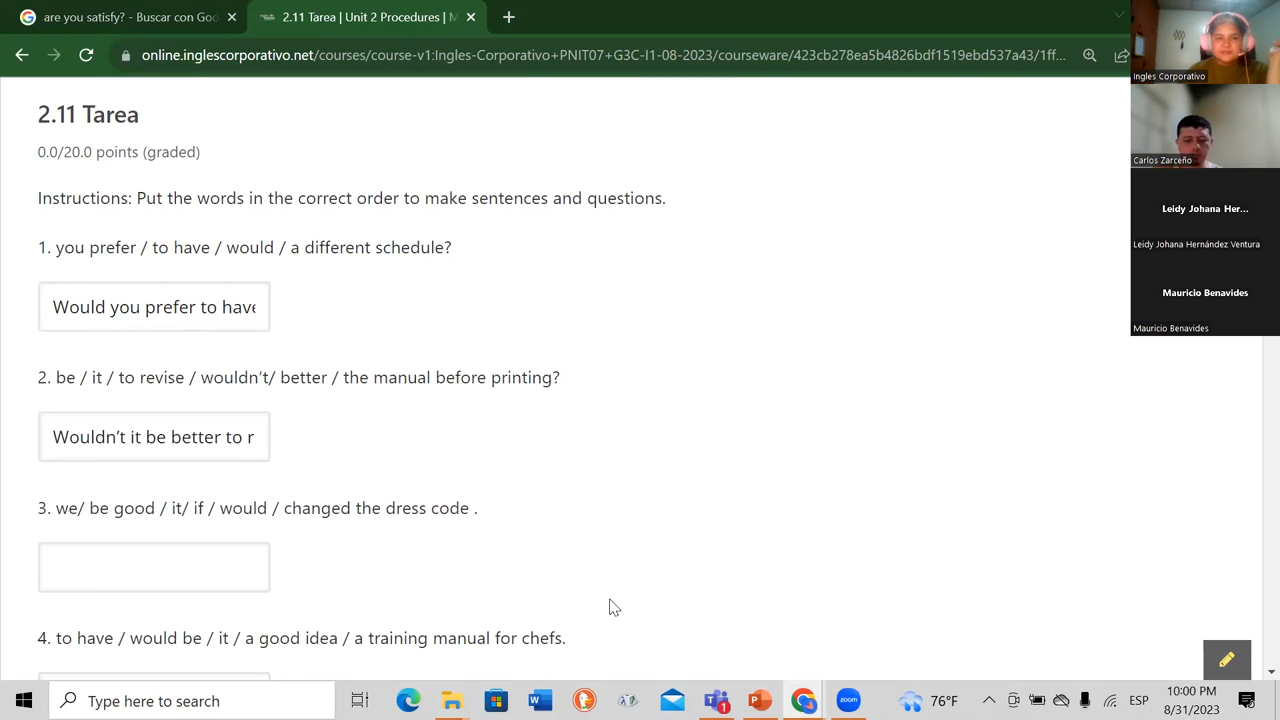 are you satisfy? - Buscar con Goo
2.11 Tarea | Unit 2 Procedures | M
online.inglescorporativo.net/courses/course-v1:Ingles-Corporativo+PNIT07+G3C-I1-08-2023/courseware/423cb278ea5b4826bdf1519ebd537a43/1ff...
Ingles Corporativo
Carlos Zarceño
Leidy Johana Her...
Leidy Johana Hernández Ventura
Mauricio Benavides
Mauricio Benavides
2.11 Tarea
0.0/20.0 points (graded)
Instructions: Put the words in the correct order to make sentences and questions.
1. you prefer / to have / would / a different schedule?
Would you prefer to have
2. be / it / to revise / wouldn’t/ better / the manual before printing?
Wouldn’t it be better to r
3. we/ be good / it/ if / would / changed the dress code .
4. to have / would be / it / a good idea / a training manual for chefs.
Type here to search
1
zoom
76°F
ESP
10:00 PM
8/31/2023